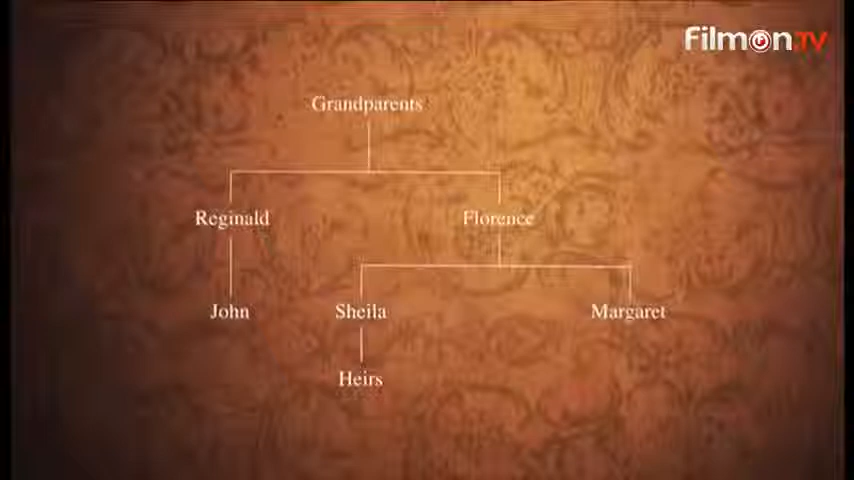 Filmon.TV
Grandparents
Reginald
Florence
John
Sheila
Margaret
Heirs